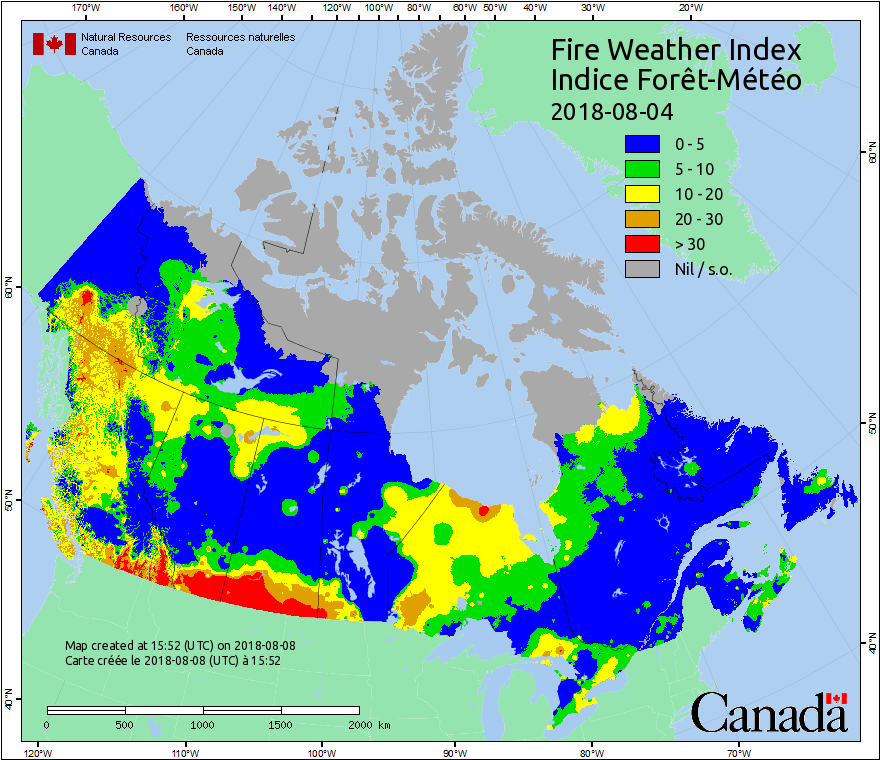 170°W 160°W 150°W 140°W 130°W 120°W 110°W 100°W 90°W 80°W 70°W 60°W 50°W 40°W 30°W 20°W
Natural Resources Canada
Ressources naturelles Canada
Fire Weather Index
Indice Forêt-Météo
2018-08-04
0 - 5
5 - 10
10 - 20
20 - 30
> 30
Nil / s.o.
60°N
50°N
40°N
60°N
50°N
40°N
Map created at 15:52 (UTC) on 2018-08-08
Carte créée le 2018-08-08 (UTC) à 15:52
0 500 1000 1500 2000 km
Canada
120°W 110°W 100°W 90°W 80°W 70°W